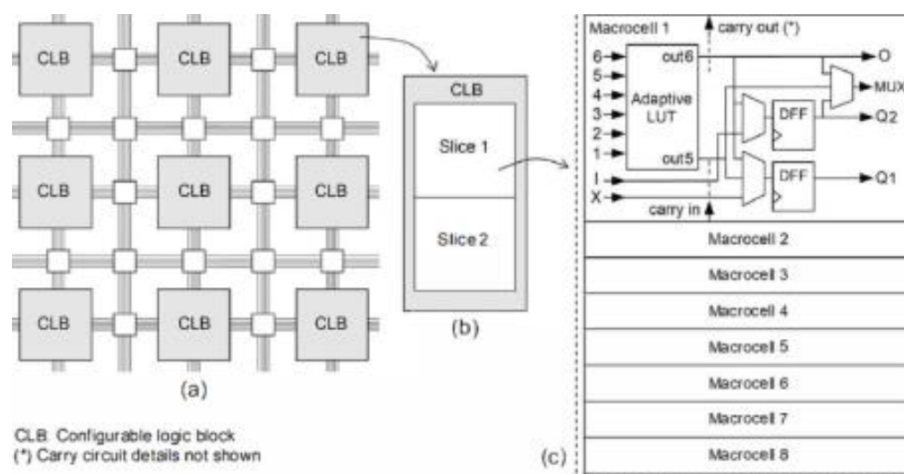 CLB CLB CLB
CLB CLB CLB
CLB CLB CLB
(a)
CLB: Configurable logic block
(*) Carry circuit details not shown
CLB
Slice 1
Slice 2
(b)
(c)
Macrocell 1
carry out (*)
6
5
4
3
2
1
I
X
out6
Adaptive
LUT
out5
carry in
DFF
DFF
O
MUX
Q2
Q1
Macrocell 2
Macrocell 3
Macrocell 4
Macrocell 5
Macrocell 6
Macrocell 7
Macrocell 8